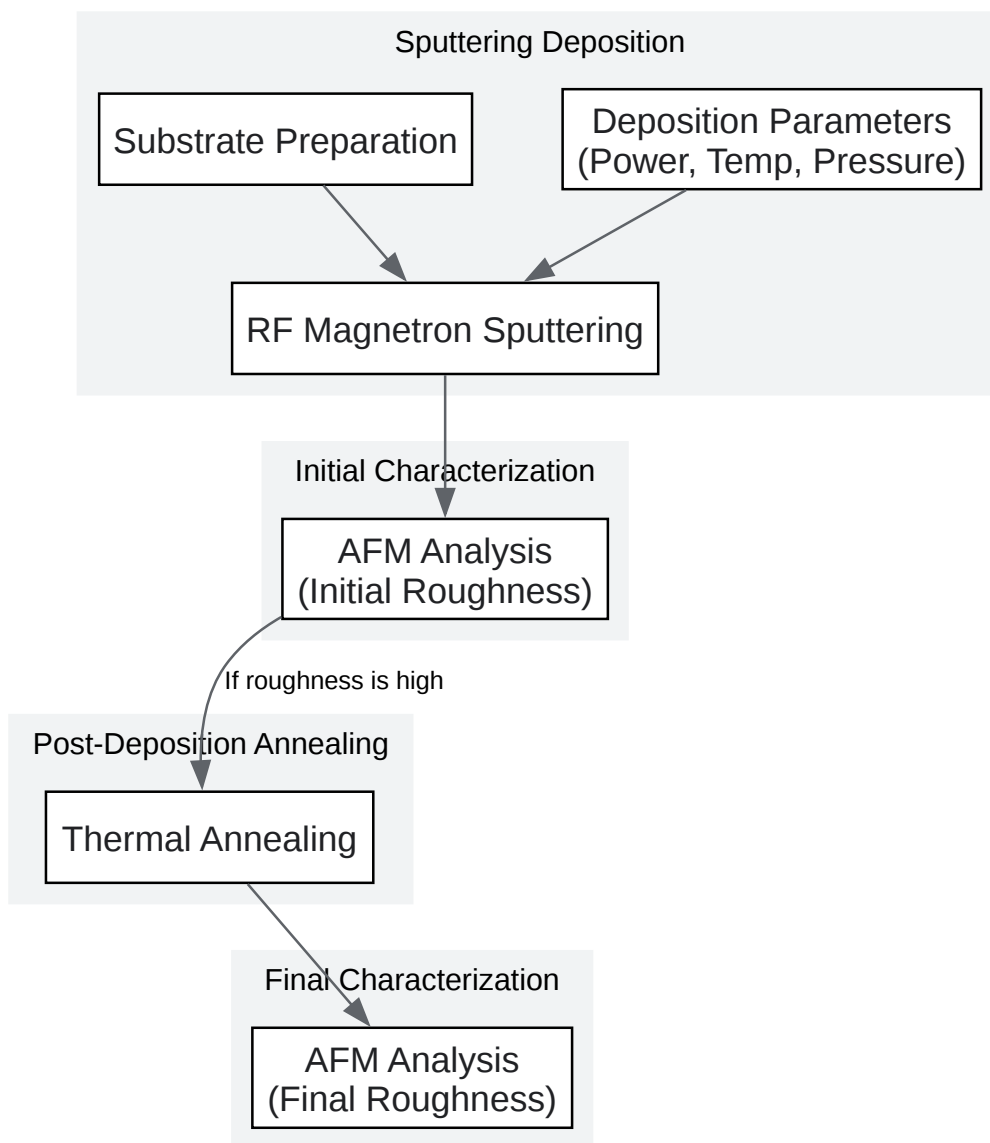 Sputtering Deposition
Substrate Preparation
Deposition Parameters
(Power, Temp, Pressure)
RF Magnetron Sputtering
Initial Characterization
AFM Analysis
(Initial Roughness)
If roughness is high
Post-Deposition Annealing
Thermal Annealing
Final Characterization
AFM Analysis
(Final Roughness)